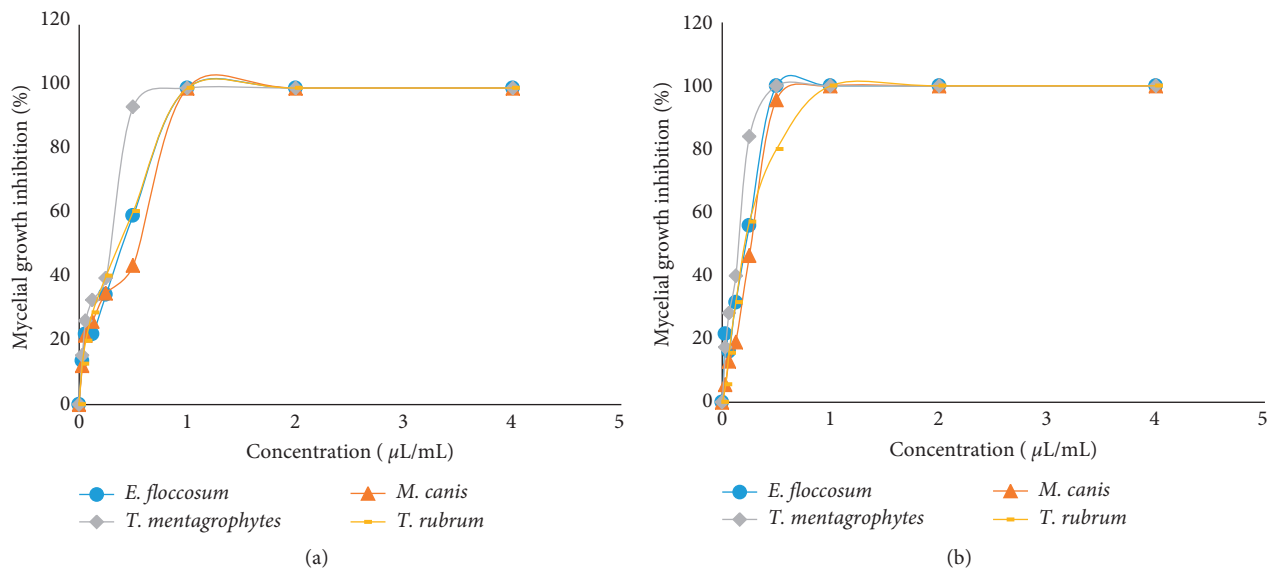 120
100
80
60
40
20
0
Mycelial growth inhibition (%)
0 1 2 3 4 5
Concentration ( μL/mL)
E. floccosum M. canis
T. mentagrophytes T. rubrum
(a)
120
100
80
60
40
20
0
Mycelial growth inhibition (%)
0 1 2 3 4 5
Concentration ( μL/mL)
E. floccosum M. canis
T. mentagrophytes T. rubrum
(b)